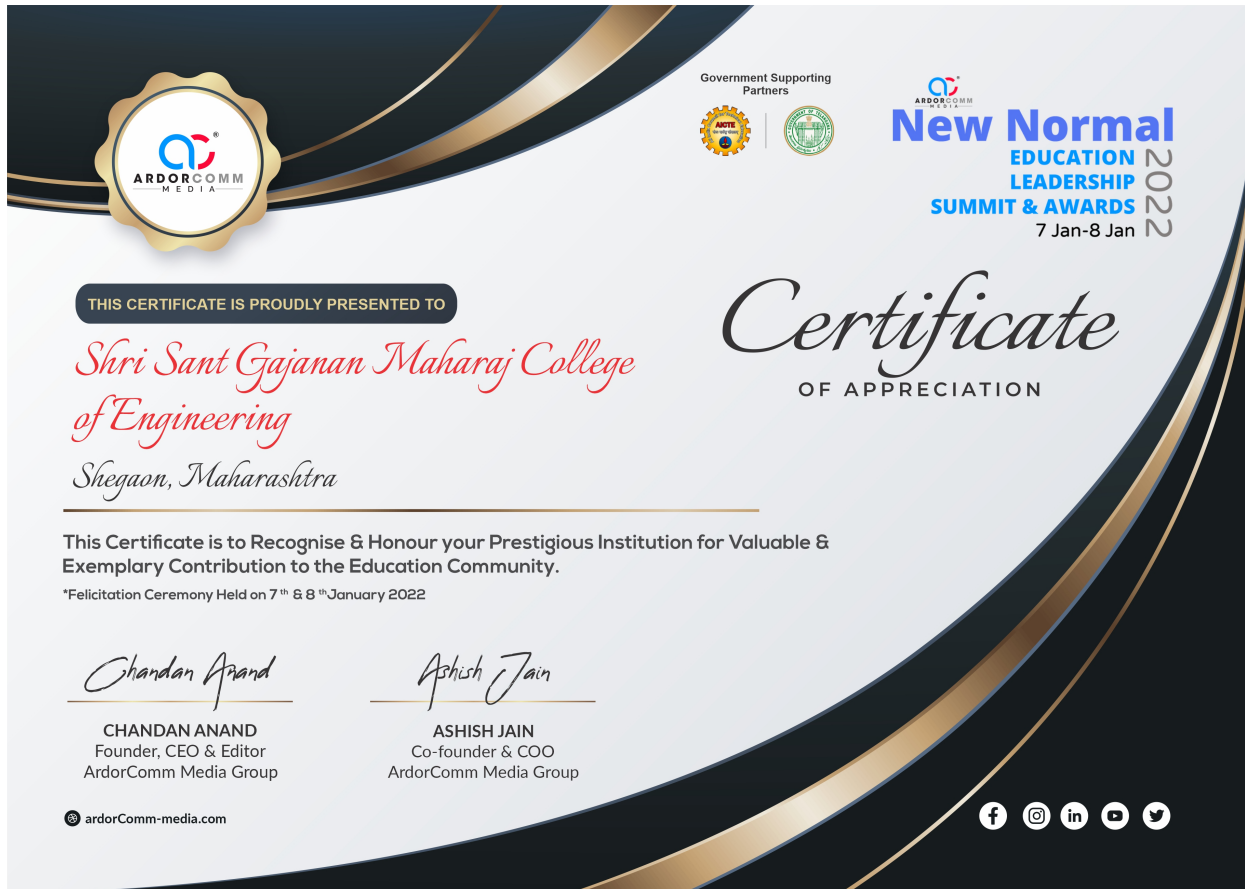 ARDORCOMM
MEDIA
Government Supporting
Partners
AICTE
ARDORCOMM
MEDIA
New Normal
EDUCATION
LEADERSHIP
SUMMIT & AWARDS
2022
7 Jan-8 Jan
THIS CERTIFICATE IS PROUDLY PRESENTED TO
Certificate
OF APPRECIATION
Shri Sant Gajanan Maharaj College
of Engineering
Shegaon, Maharashtra
This Certificate is to Recognise & Honour your Prestigious Institution for Valuable &
Exemplary Contribution to the Education Community.
*Felicitation Ceremony Held on 7 th & 8 th January 2022
Chandan Anand
Ashish Jain
CHANDAN ANAND
Founder, CEO & Editor
ArdorComm Media Group
ASHISH JAIN
Co-founder & COO
ArdorComm Media Group
ardorComm-media.com